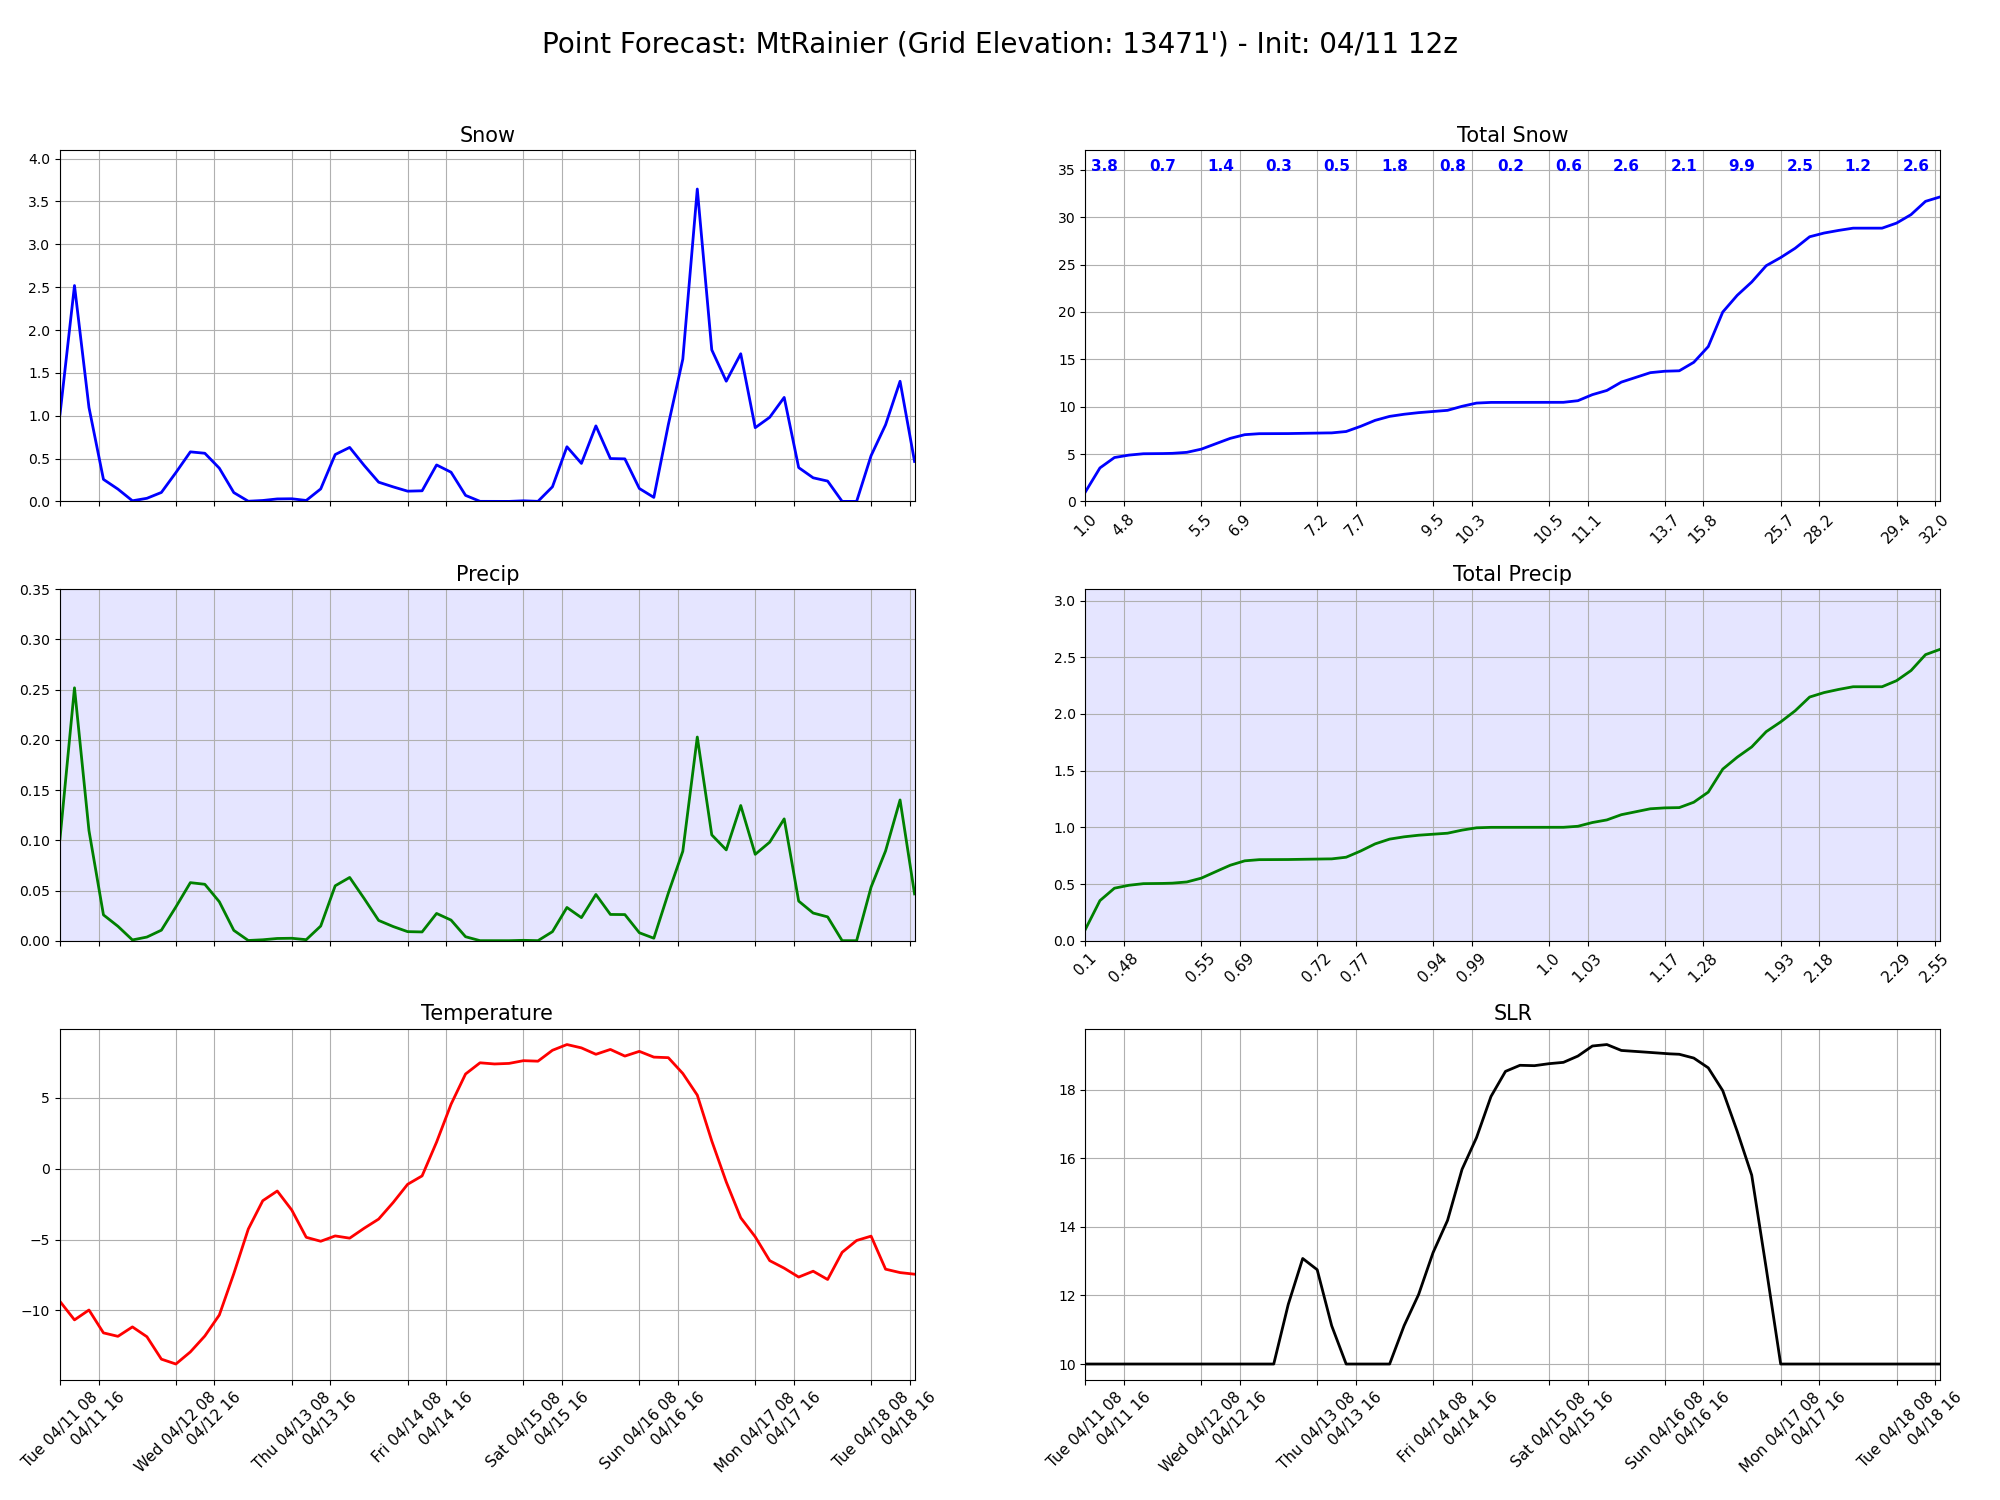 Point Forecast: MtRainier (Grid Elevation: 13471') - Init: 04/11 12z
Snow
4.0
3.5
3.0
2.5
2.0
1.5
1.0
0.5
0.0
Total Snow
3.8 0.7 1.4 0.3 0.5 1.8 0.8 0.2 0.6 2.6 2.1 9.9 2.5 1.2 2.6
35
30
25
20
15
10
5
0
1.0 4.8 5.5 6.9 7.2 7.7 9.5 10.3 10.5 11.1 13.7 15.8 25.7 28.2 29.4 32.0
Precip
0.35
0.30
0.25
0.20
0.15
0.10
0.05
0.00
Total Precip
3.0
2.5
2.0
1.5
1.0
0.5
0.0
0.1 0.48 0.55 0.69 0.72 0.77 0.94 0.99 1.0 1.03 1.17 1.28 1.93 2.18 2.29 2.55
Temperature
5
0
−5
−10
Tue 04/11 08
04/11 16
Wed 04/12 08
04/12 16
Thu 04/13 08
04/13 16
Fri 04/14 08
04/14 16
Sat 04/15 08
04/15 16
Sun 04/16 08
04/16 16
Mon 04/17 08
04/17 16
Tue 04/18 08
04/18 16
SLR
18
16
14
12
10
Tue 04/11 08
04/11 16
Wed 04/12 08
04/12 16
Thu 04/13 08
04/13 16
Fri 04/14 08
04/14 16
Sat 04/15 08
04/15 16
Sun 04/16 08
04/16 16
Mon 04/17 08
04/17 16
Tue 04/18 08
04/18 16